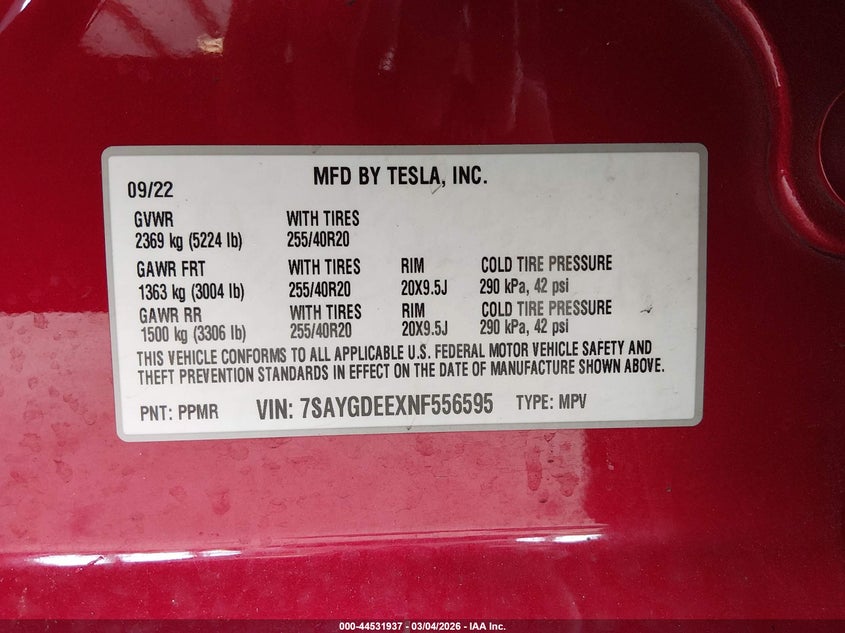 09/22
MFD BY TESLA, INC.
GVWR WITH TIRES
2369 kg (5224 lb) 255/40R20
GAWR FRT WITH TIRES RIM COLD TIRE PRESSURE
1363 kg (3004 lb) 255/40R20 20X9.5J 290 kPa, 42 psi
GAWR RR WITH TIRES RIM COLD TIRE PRESSURE
1500 kg (3306 lb) 255/40R20 20X9.5J 290 kPa, 42 psi
THIS VEHICLE CONFORMS TO ALL APPLICABLE U.S. FEDERAL MOTOR VEHICLE SAFETY AND
THEFT PREVENTION STANDARDS IN EFFECT ON THE DATE OF MANUFACTURE SHOWN ABOVE.
PNT: PPMR VIN: 7SAYGDEEXNF556595 TYPE: MPV
000-44531937 - 03/04/2026 - IAA Inc.